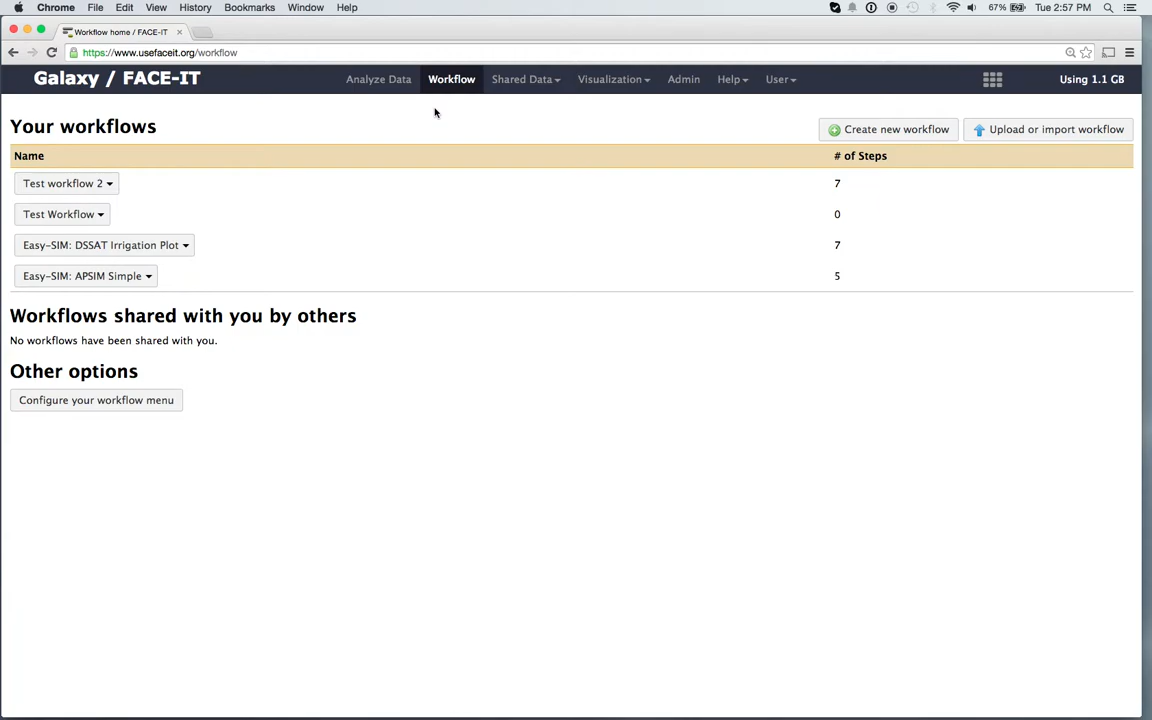 Chrome File Edit View History Bookmarks Window Help 67% Tue 2:57 PM
Workflow home / FACE-IT
https://www.usefaceit.org/workflow
Galaxy / FACE-IT Analyze Data Workflow Shared Data Visualization Admin Help User Using 1.1 GB
Your workflows
Create new workflow Upload or import workflow
Name # of Steps
Test workflow 2 7
Test Workflow 0
Easy-SIM: DSSAT Irrigation Plot 7
Easy-SIM: APSIM Simple 5
Workflows shared with you by others
No workflows have been shared with you.
Other options
Configure your workflow menu